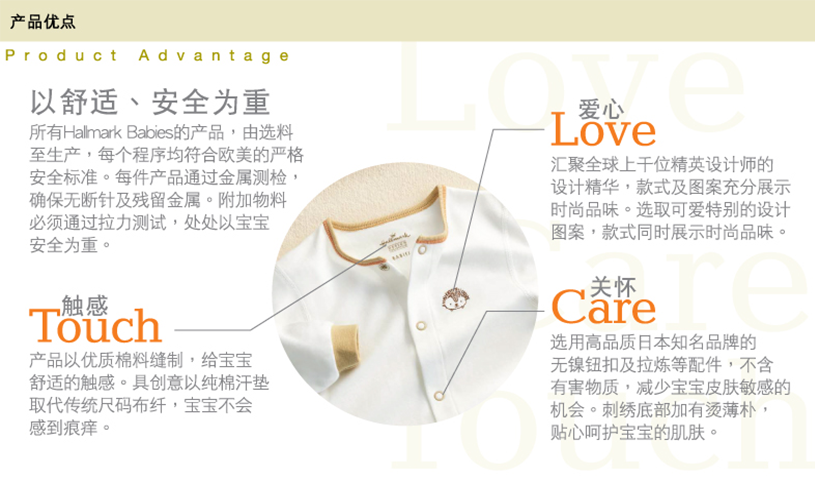 产品优点
Product Advantage
以舒适、安全为重
所有Hallmark Babies的产品，由选料
至生产，每个程序均符合欧美的严格
安全标准。每件产品通过金属测检，
确保无断针及残留金属。附加物料
必须通过拉力测试，处处以宝宝
安全为重。
触感
Touch
产品以优质棉料缝制，给宝宝
舒适的触感。具创意以纯棉汗垫
取代传统尺码布纤，宝宝不会
感到痕痒。
爱心
Love
汇聚全球上千位精英设计师的
设计精华，款式及图案充分展示
时尚品味。选取可爱特别的设计
图案，款式同时展示时尚品味。
关怀
Care
选用高品质日本知名品牌的
无镍钮扣及拉炼等配件，不含
有害物质，减少宝宝皮肤敏感的
机会。刺绣底部加有烫薄朴，
贴心呵护宝宝的肌肤。
Love
Care
Touch
Hallmark
BABIES